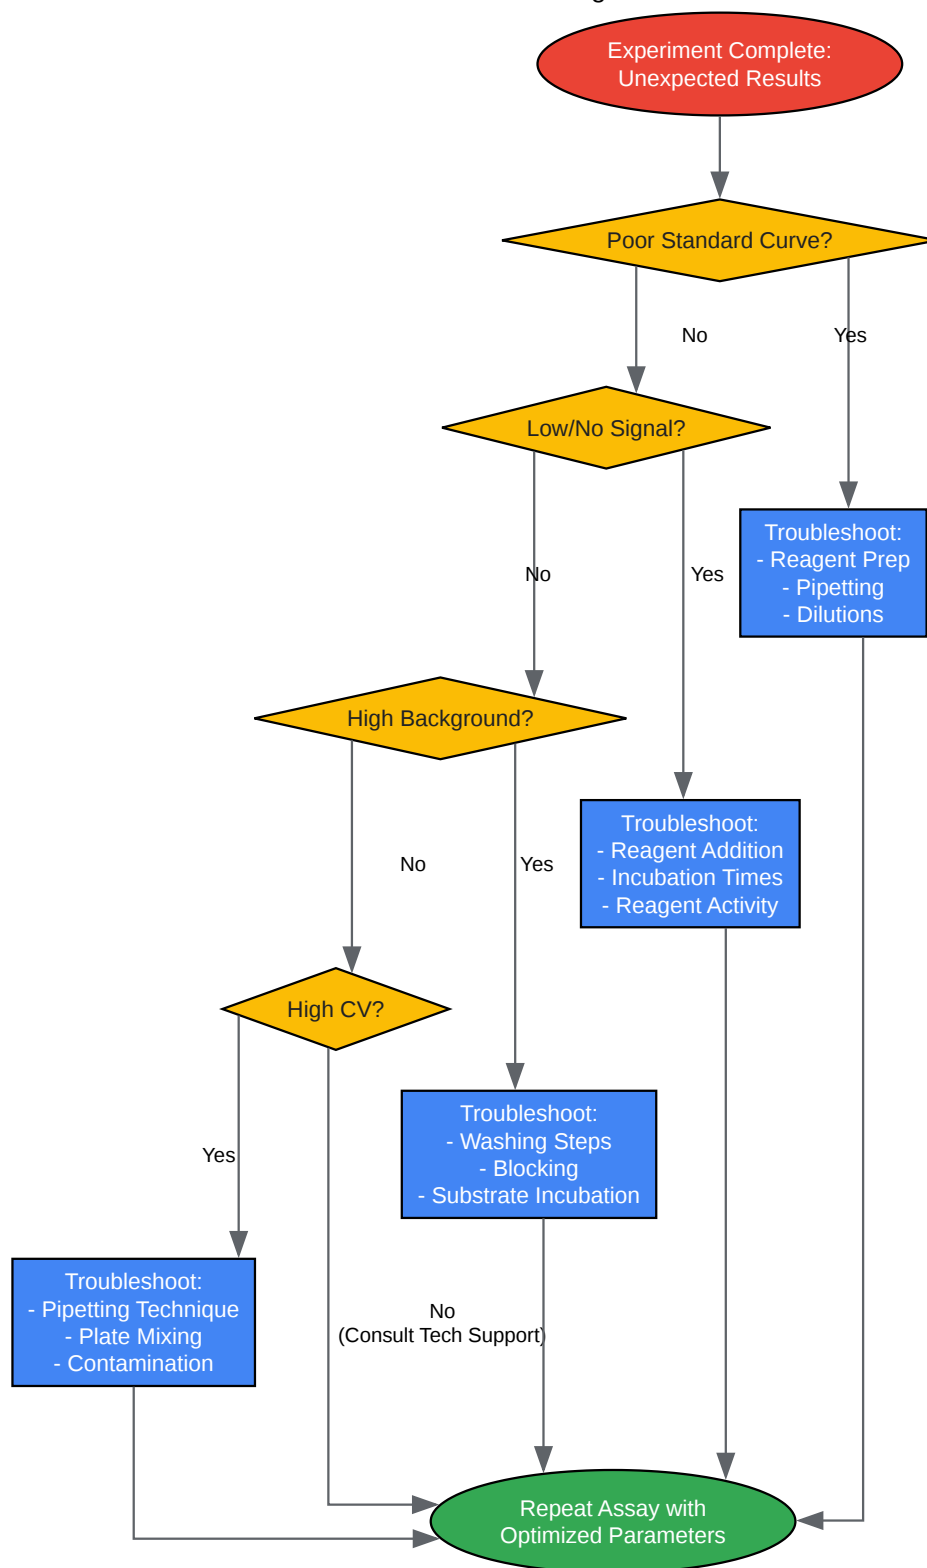 Experiment Complete:
Unexpected Results
Poor Standard Curve?
No
Yes
Low/No Signal?
Troubleshoot:
- Reagent Prep
- Pipetting
- Dilutions
No
Yes
High Background?
Troubleshoot:
- Reagent Addition
- Incubation Times
- Reagent Activity
No
Yes
High CV?
Troubleshoot:
- Washing Steps
- Blocking
- Substrate Incubation
Yes
Troubleshoot:
- Pipetting Technique
- Plate Mixing
- Contamination
No
(Consult Tech Support)
Repeat Assay with
Optimized Parameters